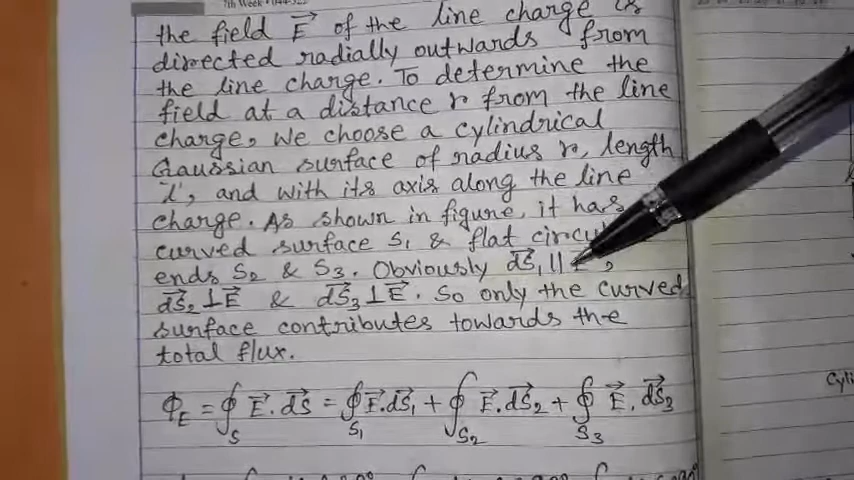 7th Week
the field E⃗ of the line charge is
directed radially outwards from
the line charge. To determine the
field at a distance r from the line
charge, we choose a cylindrical
Gaussian surface of radius r, length
'l', and with its axis along the line
charge. As shown in figure, it has
curved surface S₁ & flat
ends S₂ & S₃. Obviously dS⃗₁ ||
dS⃗₂ ⊥ E⃗ & dS⃗₃ ⊥ E⃗. So only the curved
surface contributes towards the
total flux.
ϕ_E = ∮_S E⃗.dS⃗ = ∮_S₁ E⃗.dS⃗₁ + ∮_S₂ E⃗.dS⃗₂ + ∮_S₃ E⃗.dS⃗₃